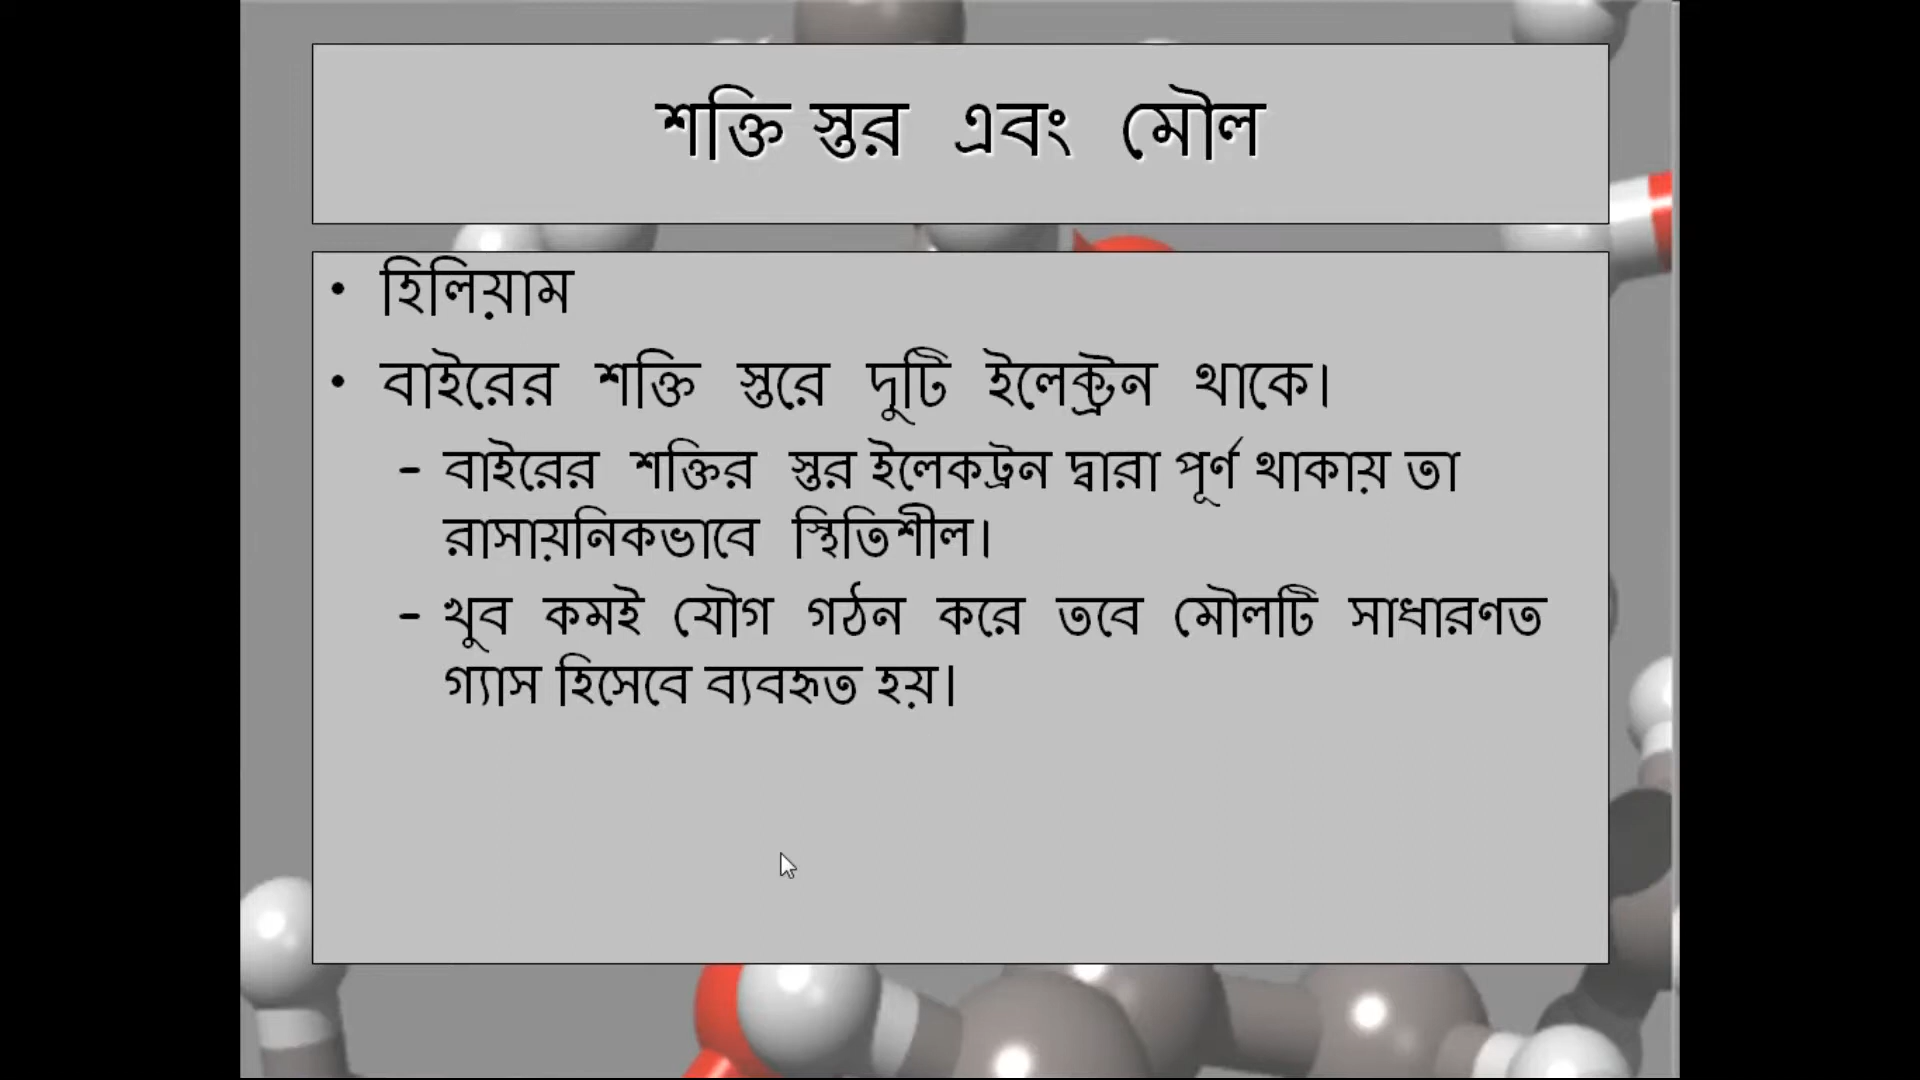 শক্তি স্তর এবং মৌল
• হিলিয়াম
• বাইরের শক্তি স্তরে দুটি ইলেক্ট্রন থাকে।
– বাইরের শক্তির স্তর ইলেকট্রন দ্বারা পূর্ণ থাকায় তা
রাসায়নিকভাবে স্থিতিশীল।
– খুব কমই যৌগ গঠন করে তবে মৌলটি সাধারণত
গ্যাস হিসেবে ব্যবহৃত হয়।